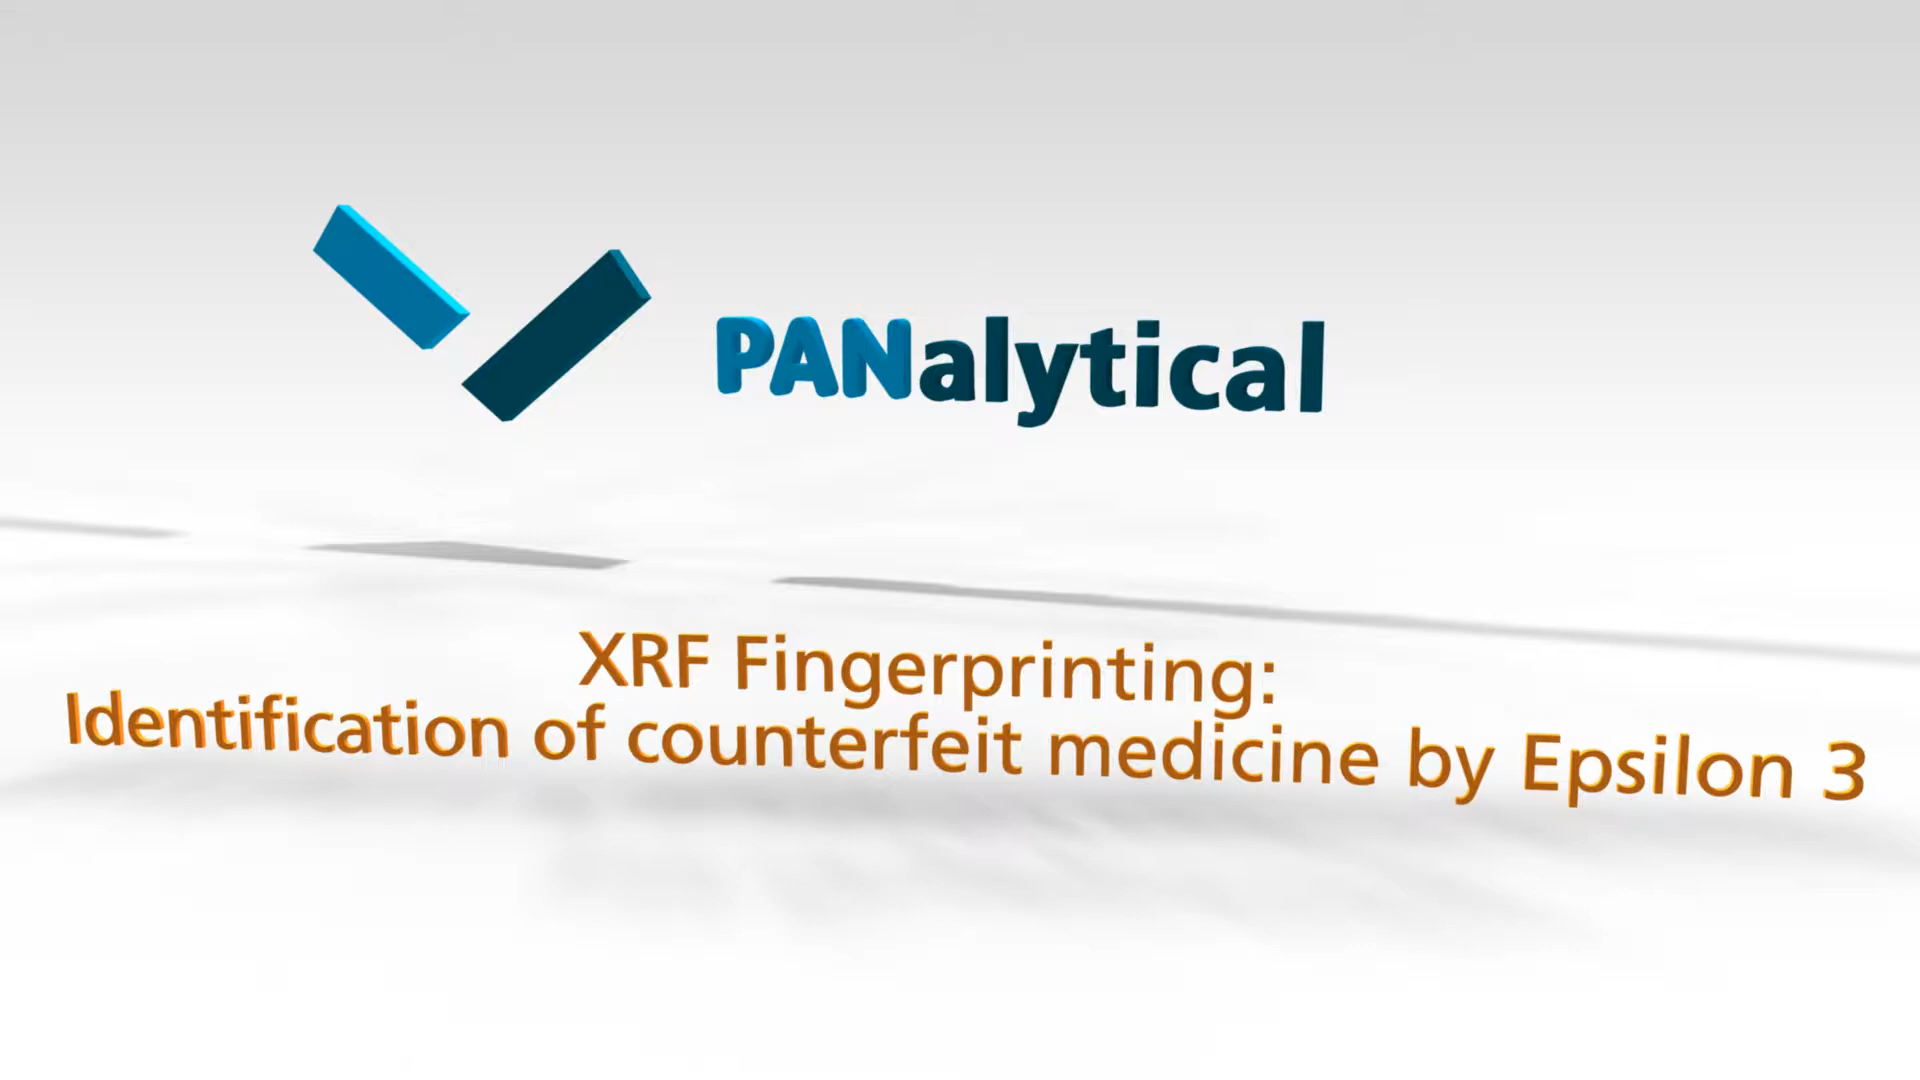 PANalytical
XRF Fingerprinting:
Identification of counterfeit medicine by Epsilon 3